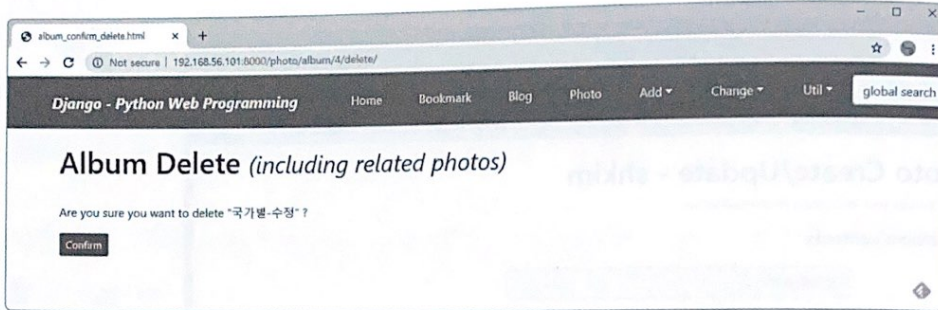 album_confirm_delete.html
Not secure | 192.168.56.101:8000/photo/album/4/delete/
Django - Python Web Programming Home Bookmark Blog Photo Add Change Util global search
Album Delete (including related photos)
Are you sure you want to delete "국가별-수정" ?
Confirm